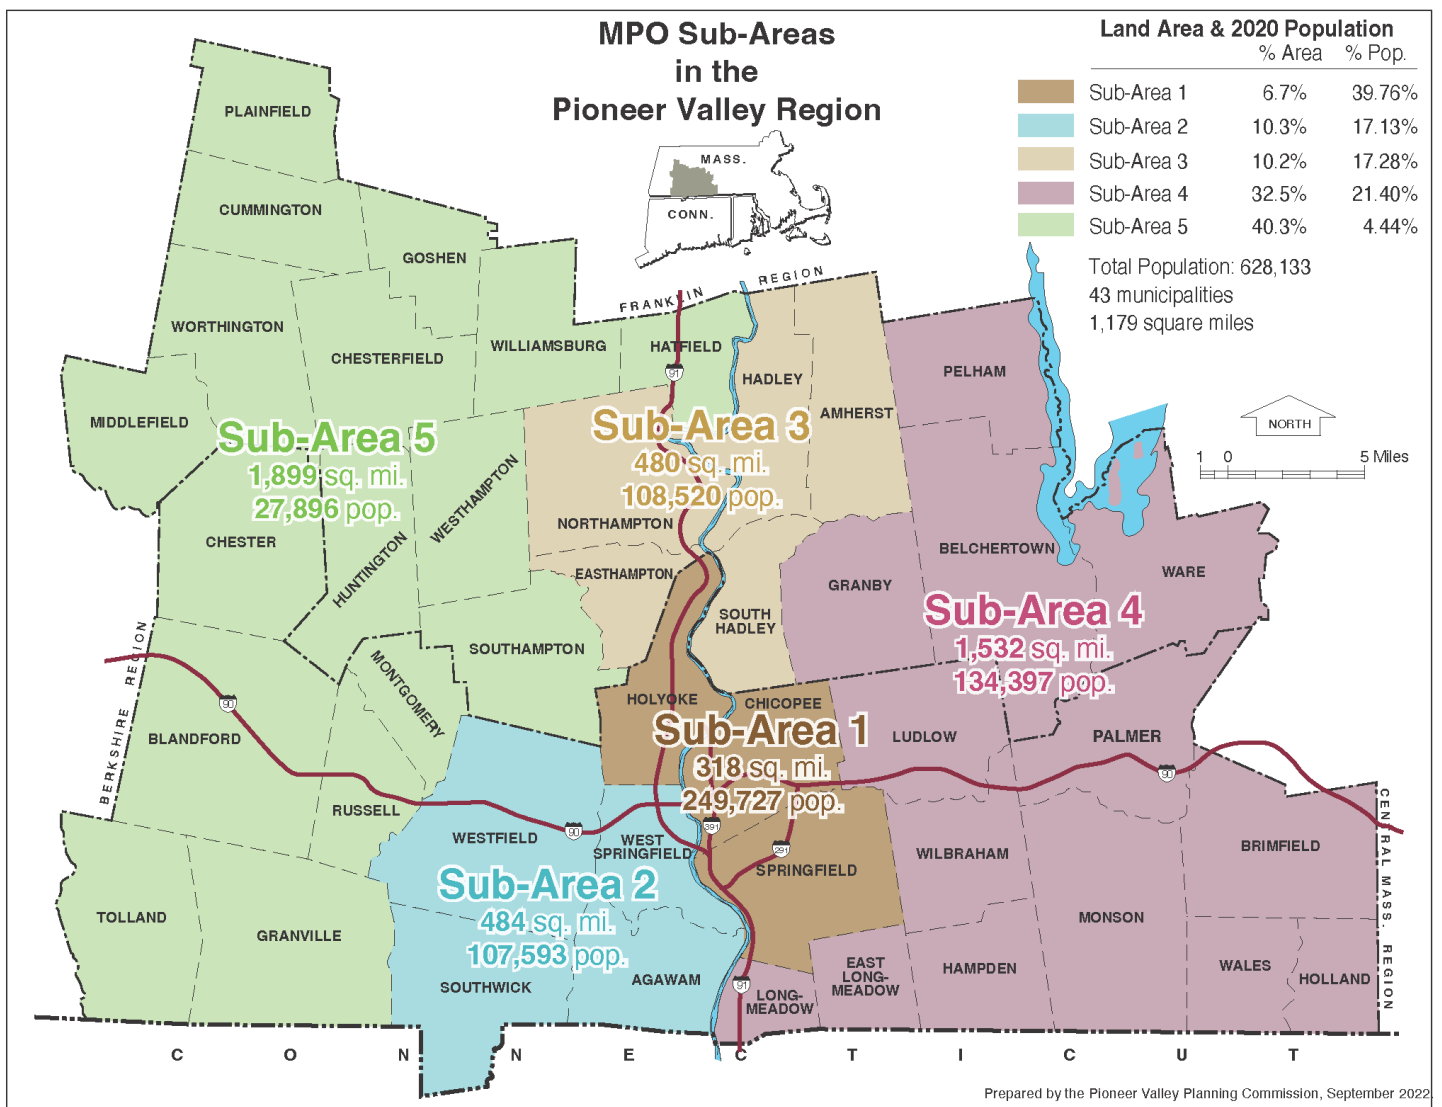 MPO Sub-Areas
in the
Pioneer Valley Region
MASS.
CONN.
Land Area & 2020 Population
% Area % Pop.
Sub-Area 1 6.7% 39.76%
Sub-Area 2 10.3% 17.13%
Sub-Area 3 10.2% 17.28%
Sub-Area 4 32.5% 21.40%
Sub-Area 5 40.3% 4.44%
Total Population: 628,133
43 municipalities
1,179 square miles
NORTH
1 0 5 Miles
FRANKLIN REGION
PLAINFIELD
CUMMINGTON
GOSHEN
WORTHINGTON
CHESTERFIELD
WILLIAMSBURG
HATFIELD
91
HADLEY
AMHERST
PELHAM
MIDDLEFIELD
Sub-Area 5
1,899 sq. mi.
27,896 pop.
Sub-Area 3
480 sq. mi.
108,520 pop.
WESTHAMPTON
NORTHAMPTON
CHESTER
HUNTINGTON
EASTHAMPTON
GRANBY
BELCHERTOWN
WARE
SOUTH
HADLEY
Sub-Area 4
1,532 sq. mi.
134,397 pop.
SOUTHAMPTON
MONTGOMERY
BERKSHIRE REGION
90
BLANDFORD
HOLYOKE
CHICOPEE
Sub-Area 1
318 sq. mi.
249,727 pop.
LUDLOW
PALMER
90
RUSSELL
WESTFIELD
90
WEST
SPRINGFIELD
391
291
SPRINGFIELD
WILBRAHAM
BRIMFIELD
CENTRAL MASS. REGION
Sub-Area 2
484 sq. mi.
107,593 pop.
TOLLAND
GRANVILLE
SOUTHWICK
AGAWAM
91
LONG-
MEADOW
EAST
LONG-
MEADOW
HAMPDEN
MONSON
WALES
HOLLAND
CONNECTICUT
Prepared by the Pioneer Valley Planning Commission, September 2022